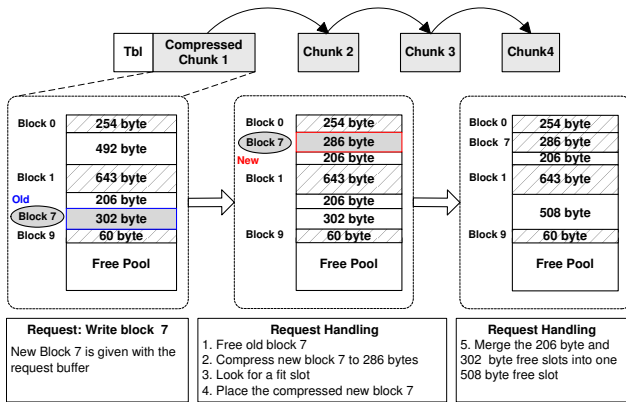 Tbl
Compressed
Chunk 1
Chunk 2
Chunk 3
Chunk4
Block 0
254 byte
492 byte
Block 1
643 byte
Old
206 byte
Block 7
302 byte
Block 9
60 byte
Free Pool
Block 0
254 byte
Block 7
286 byte
New
206 byte
Block 1
643 byte
206 byte
302 byte
Block 9
60 byte
Free Pool
Block 0
254 byte
Block 7
286 byte
206 byte
Block 1
643 byte
508 byte
Block 9
60 byte
Free Pool
Request: Write block 7
New Block 7 is given with the
request buffer
Request Handling
1. Free old block 7
2. Compress new block 7 to 286 bytes
3. Look for a fit slot
4. Place the compressed new block 7
Request Handling
5. Merge the 206 byte and
302 byte free slots into one
508 byte free slot